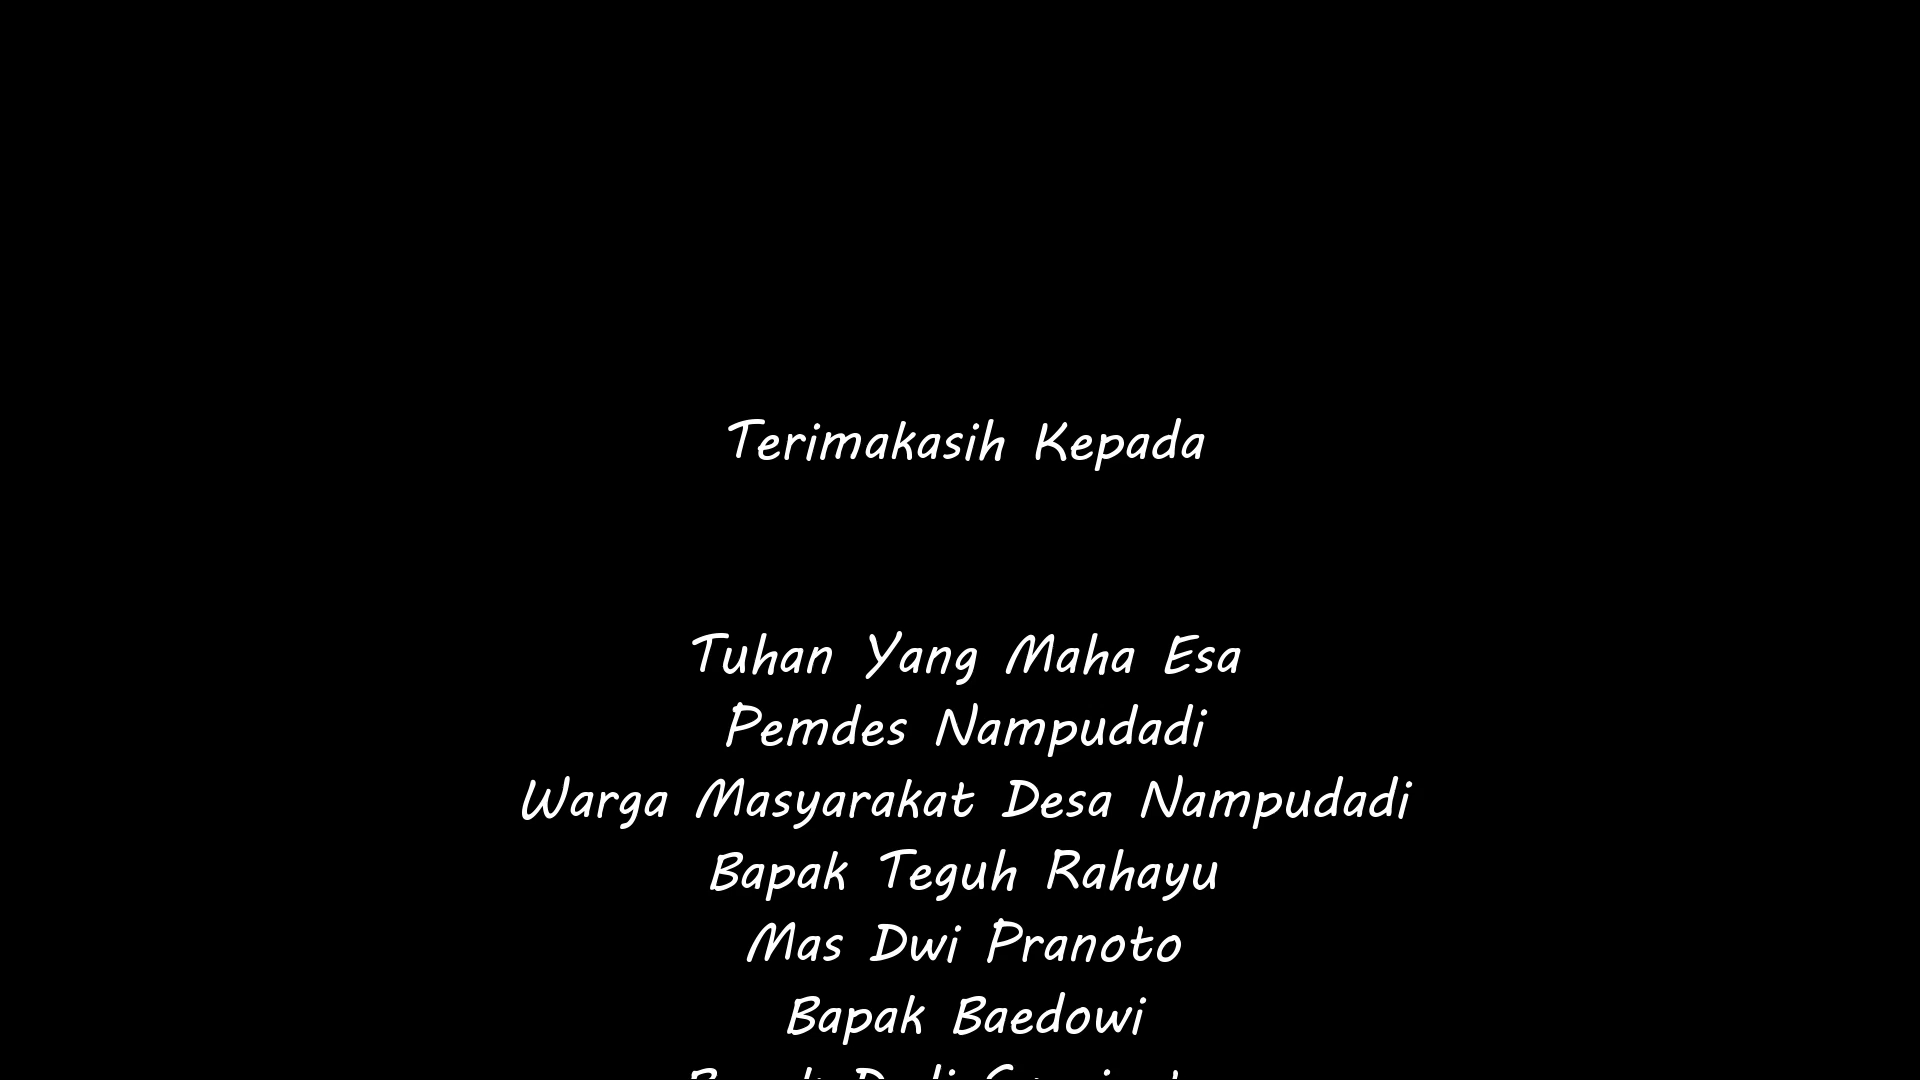 Terimakasih Kepada
Tuhan Yang Maha Esa
Pemdes Nampudadi
Warga Masyarakat Desa Nampudadi
Bapak Teguh Rahayu
Mas Dwi Pranoto
Bapak Baedowi